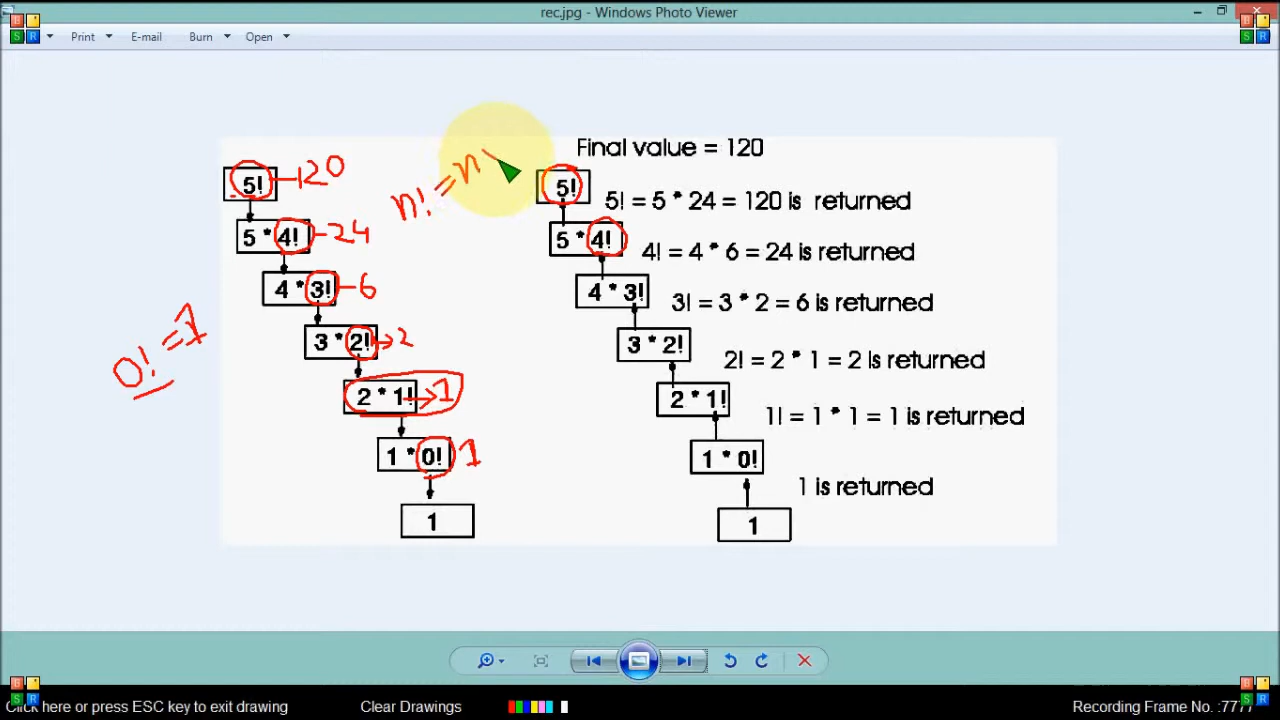 rec.jpg - Windows Photo Viewer
B
S R
Print E-mail Burn Open
B
S R
Final value = 120
5! 120
n! = n
5!
5! = 5 * 24 = 120 is returned
5 * 4! 24
5 * 4!
4! = 4 * 6 = 24 is returned
4 * 3! 6
4 * 3!
3! = 3 * 2 = 6 is returned
0! = 1
3 * 2! 2
3 * 2!
2! = 2 * 1 = 2 is returned
2 * 1! 1
2 * 1!
1! = 1 * 1 = 1 is returned
1 * 0! 1
1 * 0!
1 is returned
1
1
B
S R
B
S R
Click here or press ESC key to exit drawing
Clear Drawings
Recording Frame No. :7777